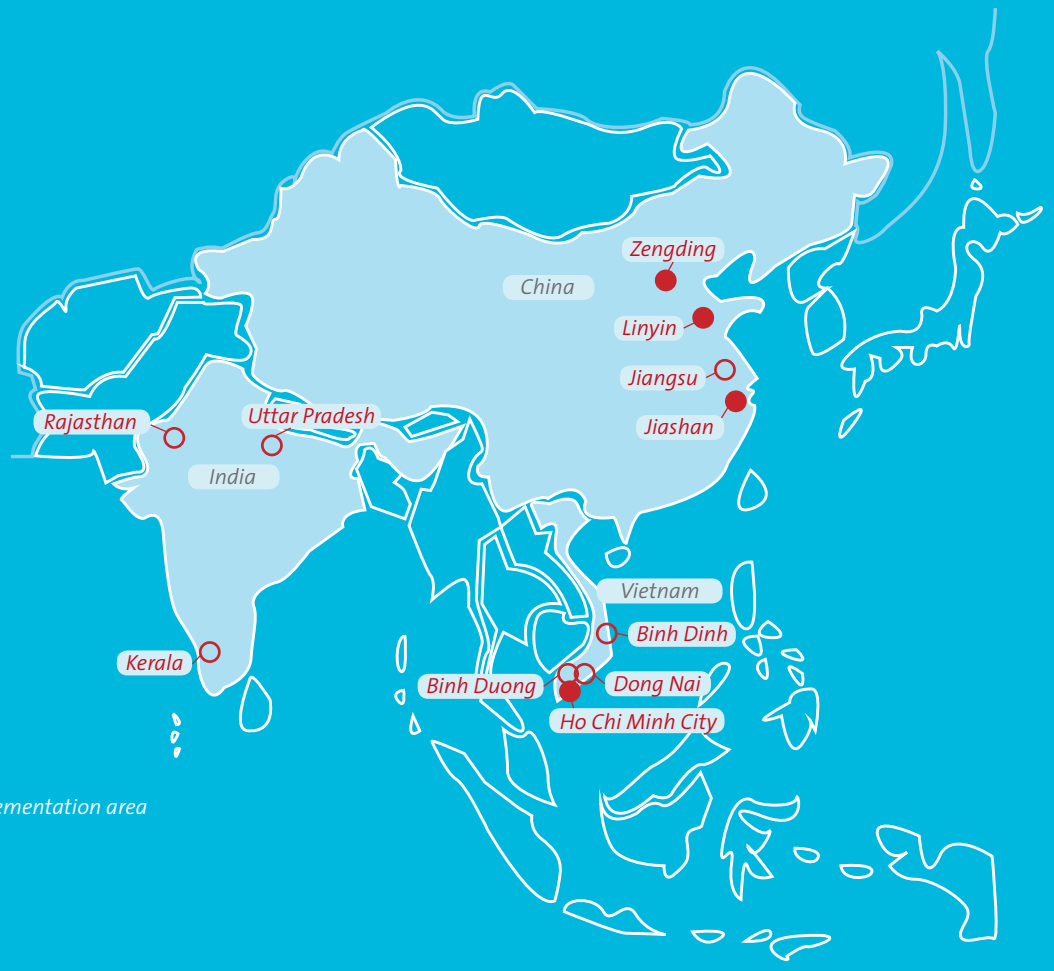 Zengding
China
Linyin
Jiangsu
Jiashan
Rajasthan
Uttar Pradesh
India
Vietnam
Binh Dinh
Kerala
Binh Duong
Dong Nai
Ho Chi Minh City
ementation area